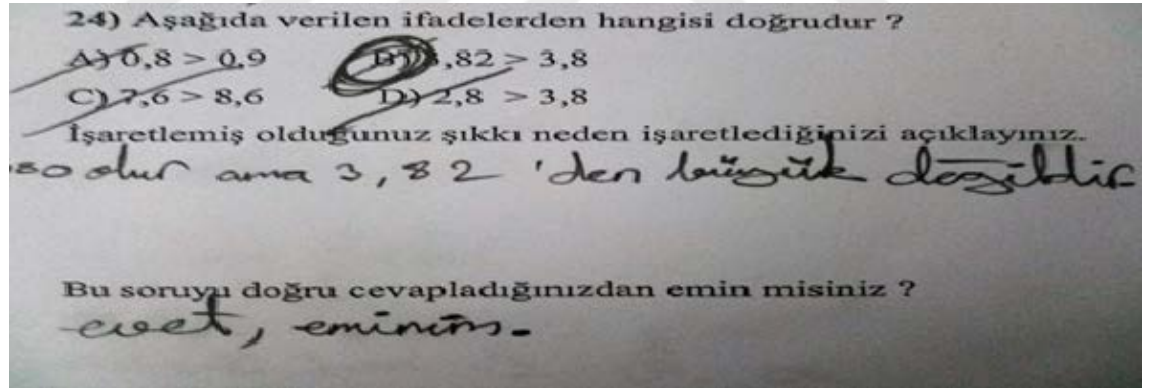 24) Aşağıda verilen ifadelerden hangisi doğrudur ?
A) 0,8 > 0,9 B) ,82 > 3,8
C) 7,6 > 8,6 D) 2,8 > 3,8
İşaretlemiş olduğunuz şıkkı neden işaretlediğinizi açıklayınız.
80 olur ama 3,82 'den büyük değildir
Bu soruyu doğru cevapladığınızdan emin misiniz ?
evet, eminim.